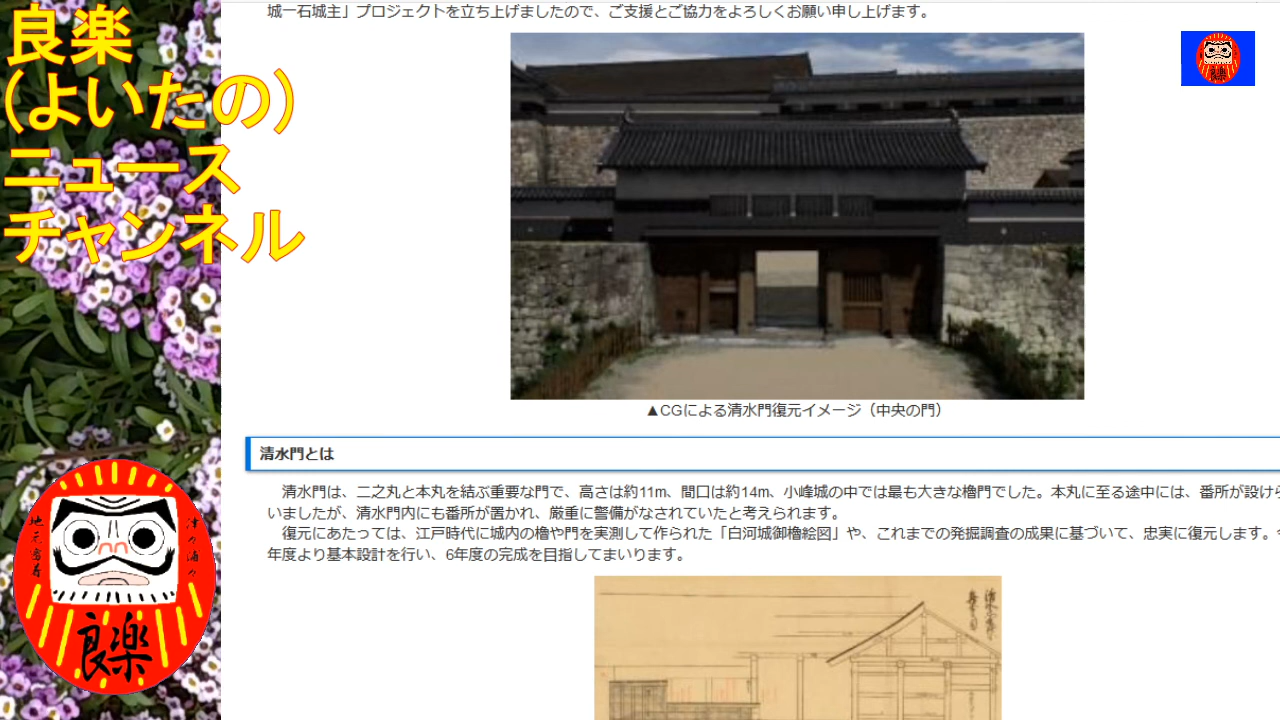 良楽
(よいたの)
ニュース
チャンネル
城一石城主」プロジェクトを立ち上げましたので、ご支援とご協力をよろしくお願い申し上げます。
良楽
▲CGによる清水門復元イメージ（中央の門）
清水門とは
清水門は、二之丸と本丸を結ぶ重要な門で、高さは約11m、間口は約14m、小峰城の中では最も大きな櫓門でした。本丸に至る途中には、番所が設けら
いましたが、清水門内にも番所が置かれ、厳重に警備がなされていたと考えられます。
復元にあたっては、江戸時代に城内の櫓や門を実測して作られた「白河城御櫓絵図」や、これまでの発掘調査の成果に基づいて、忠実に復元します。
年度より基本設計を行い、6年度の完成を目指してまいります。
津々浦々
良楽